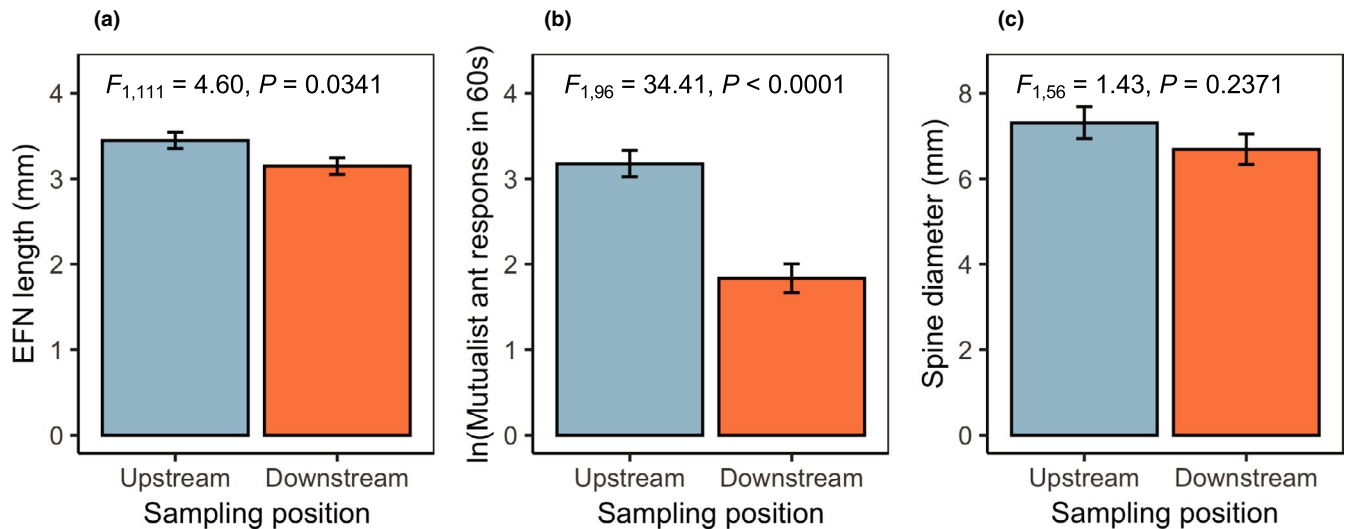 (a)
F1,111 = 4.60, P = 0.0341
EFN length (mm)
4
3
2
1
0
Upstream
Downstream
Sampling position
(b)
F1,96 = 34.41, P < 0.0001
ln(Mutualist ant response in 60s)
4
3
2
1
0
Upstream
Downstream
Sampling position
(c)
F1,56 = 1.43, P = 0.2371
Spine diameter (mm)
8
6
4
2
0
Upstream
Downstream
Sampling position